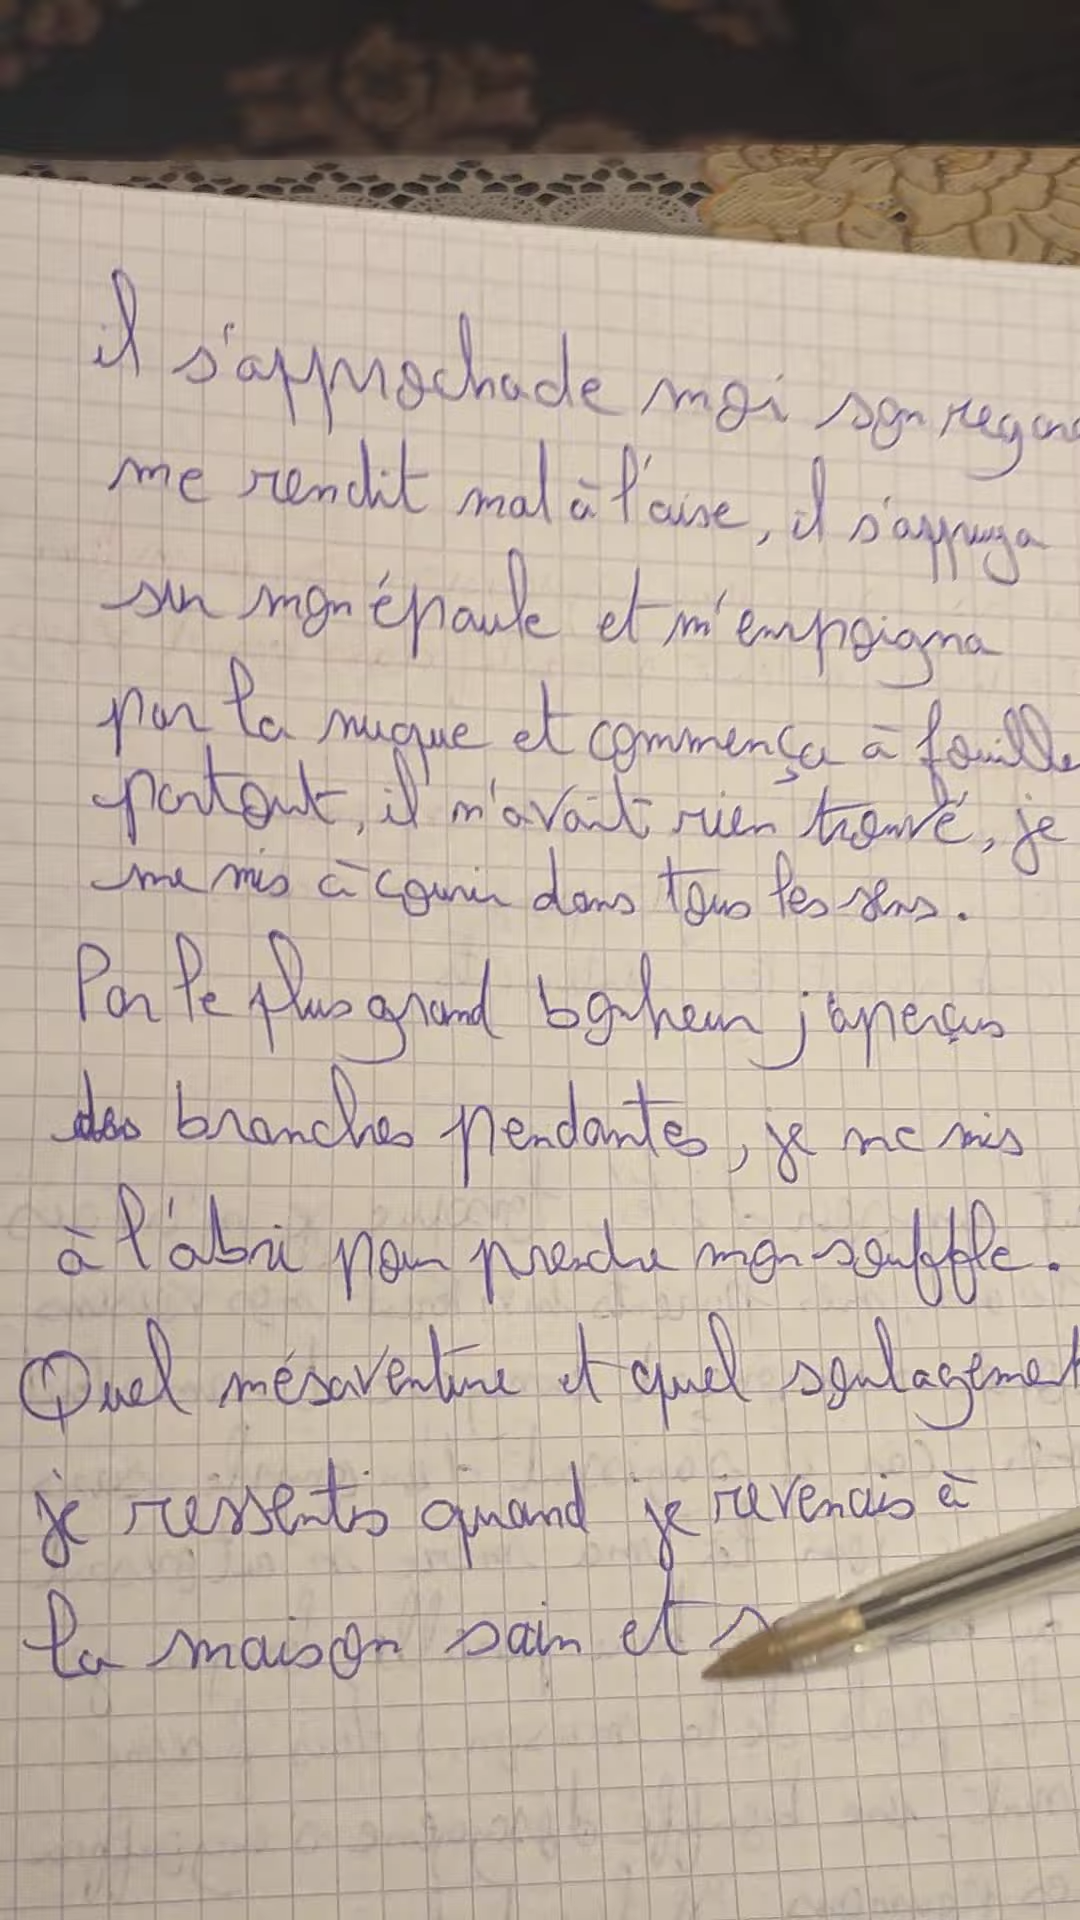 il s'approcha de moi son regard
me rendit mal à l'aise, il s'appuya
sur mon épaule et m'empoigna
par la nuque et commença à fouille
partout, il n'avait rien trouvé, je
me mis à courir dans tous les sens.
Par le plus grand bonheur j'aperçus
des branches pendantes, je me mis
à l'abri pour prendre mon souffle.
Quel mésaventure et quel soulagement
je ressentis quand je revenais à
la maison sain et s